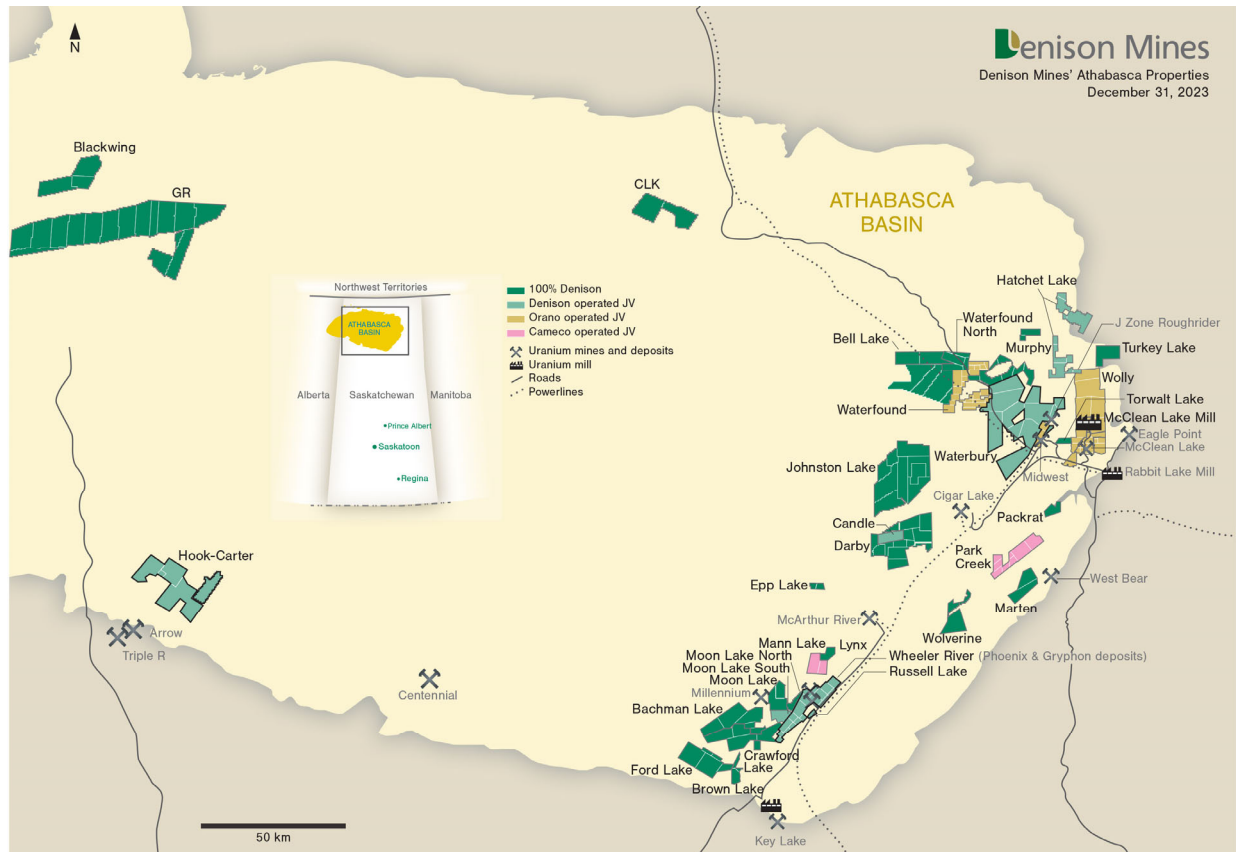 N
Denison Mines
Denison Mines' Athabasca Properties
December 31, 2023
Blackwing
GR
CLK
ATHABASCA
BASIN
Northwest Territories
ATHABASCA
BASIN
Alberta
Saskatchewan
Manitoba
Prince Albert
Saskatoon
Regina
100% Denison
Denison operated JV
Orano operated JV
Cameco operated JV
Uranium mines and deposits
Uranium mill
Roads
Powerlines
Hatchet Lake
J Zone Roughrider
Waterfound
North
Bell Lake
Murphy
Turkey Lake
Wolly
Waterfound
Torwalt Lake
McClean Lake Mill
Eagle Point
McClean Lake
Waterbury
Midwest
Rabbit Lake Mill
Johnston Lake
Cigar Lake
Packrat
Candle
Darby
Park
Creek
West Bear
Epp Lake
Marten
McArthur River
Wolverine
Mann Lake
Lynx
Moon Lake North
Wheeler River (Phoenix & Gryphon deposits)
Moon Lake South
Russell Lake
Moon Lake
Millennium
Bachman Lake
Hook-Carter
Arrow
Triple R
Centennial
Crawford
Lake
Ford Lake
Brown Lake
Key Lake
50 km